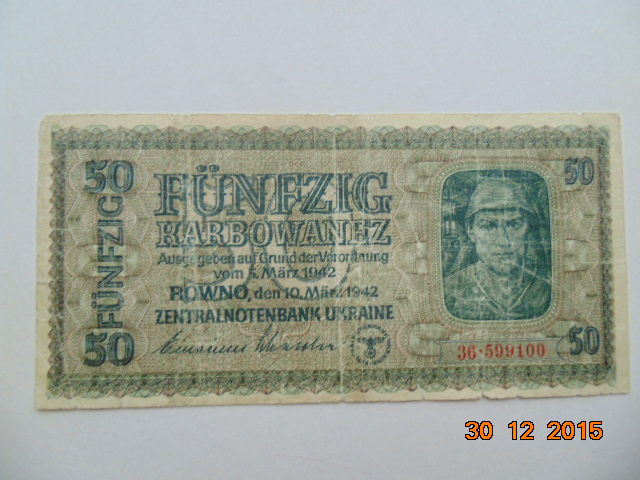 50
FÜNFZIG
50
FÜNFZIG
KARBOWANEZ
Ausgegeben auf Grund der Verordnung
vom 5. März 1942
ROWNO, den 10. März 1942
ZENTRALNOTENBANK UKRAINE
50
36·599100
50
30 12 2015